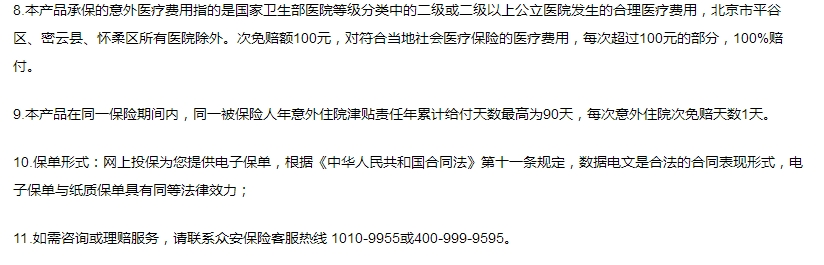 8.本产品承保的意外医疗费用指的是国家卫生部医院等级分类中的二级或二级以上公立医院发生的合理医疗费用，北京市平谷
区、密云县、怀柔区所有医院除外。次免赔额100元，对符合当地社会医疗保险的医疗费用，每次超过100元的部分，100%赔
付。
9.本产品在同一保险期间内，同一被保险人年意外住院津贴责任年累计给付天数最高为90天，每次意外住院次免赔天数1天。
10.保单形式：网上投保为您提供电子保单，根据《中华人民共和国合同法》第十一条规定，数据电文是合法的合同表现形式，电
子保单与纸质保单具有同等法律效力；
11.如需咨询或理赔服务，请联系众安保险客服热线 1010-9955或400-999-9595。